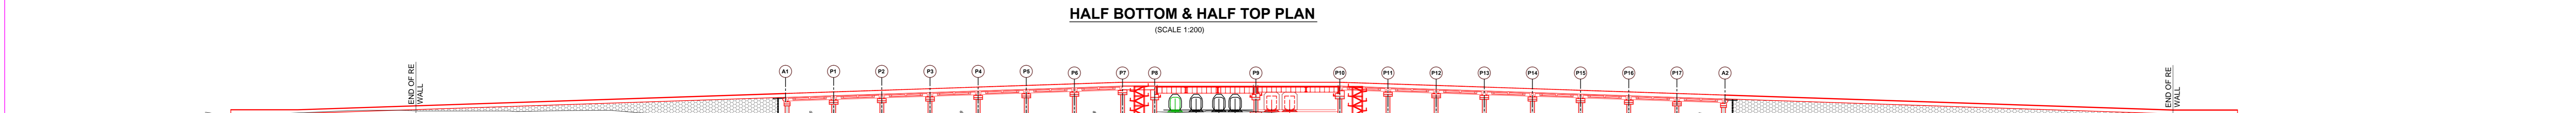 HALF BOTTOM & HALF TOP PLAN
(SCALE 1:200)
END OF RE
WALL
A1
P1
P2
P3
P4
P5
P6
P7
P8
P9
P10
P11
P12
P13
P14
P15
P16
P17
A2
END OF RE
WALL